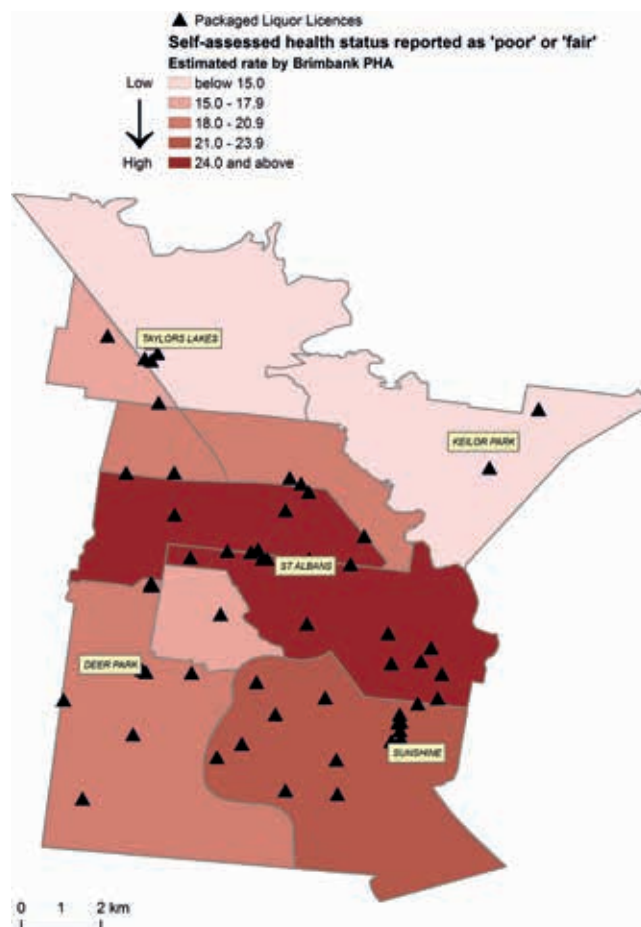 Packaged Liquor Licences
Self-assessed health status reported as 'poor' or 'fair'
Estimated rate by Brimbank PHA
Low
High
below 15.0
15.0 - 17.9
18.0 - 20.9
21.0 - 23.9
24.0 and above
TAYLORS LAKES
KEILOR PARK
ST ALBANS
DEER PARK
SUNSHINE
0 1 2 km